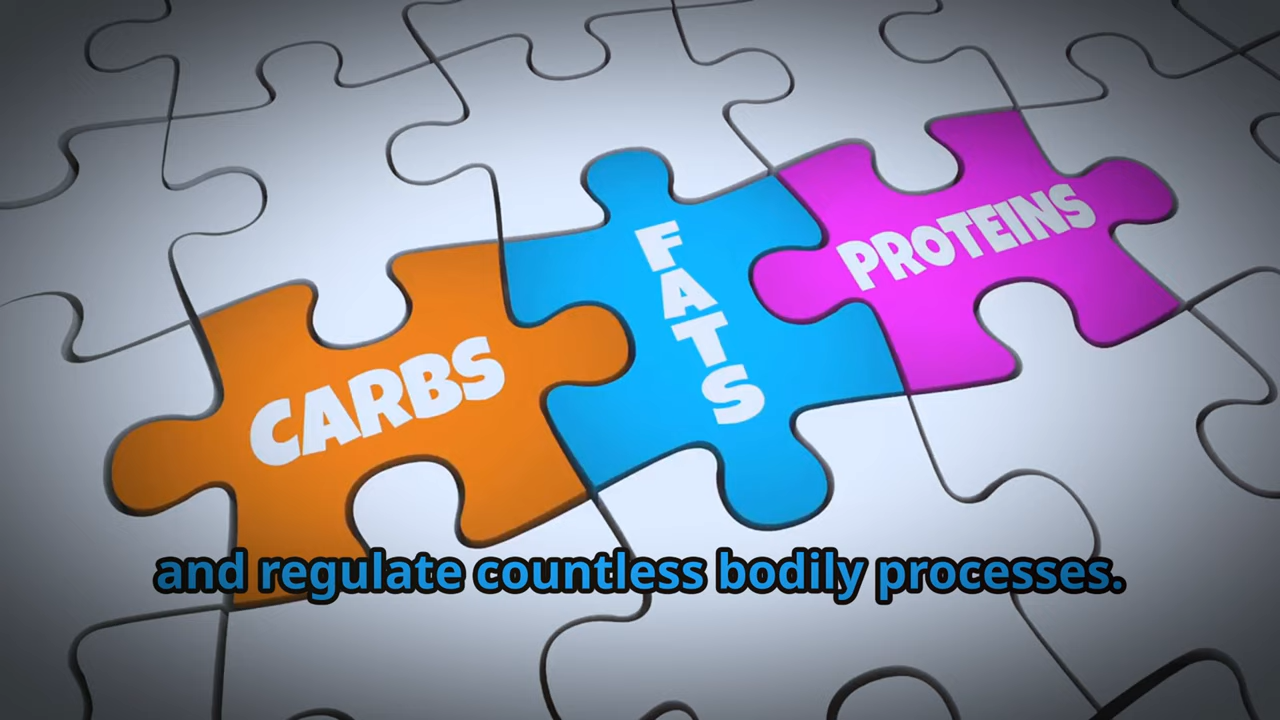 CARBS
FATS
PROTEINS
and regulate countless bodily processes.